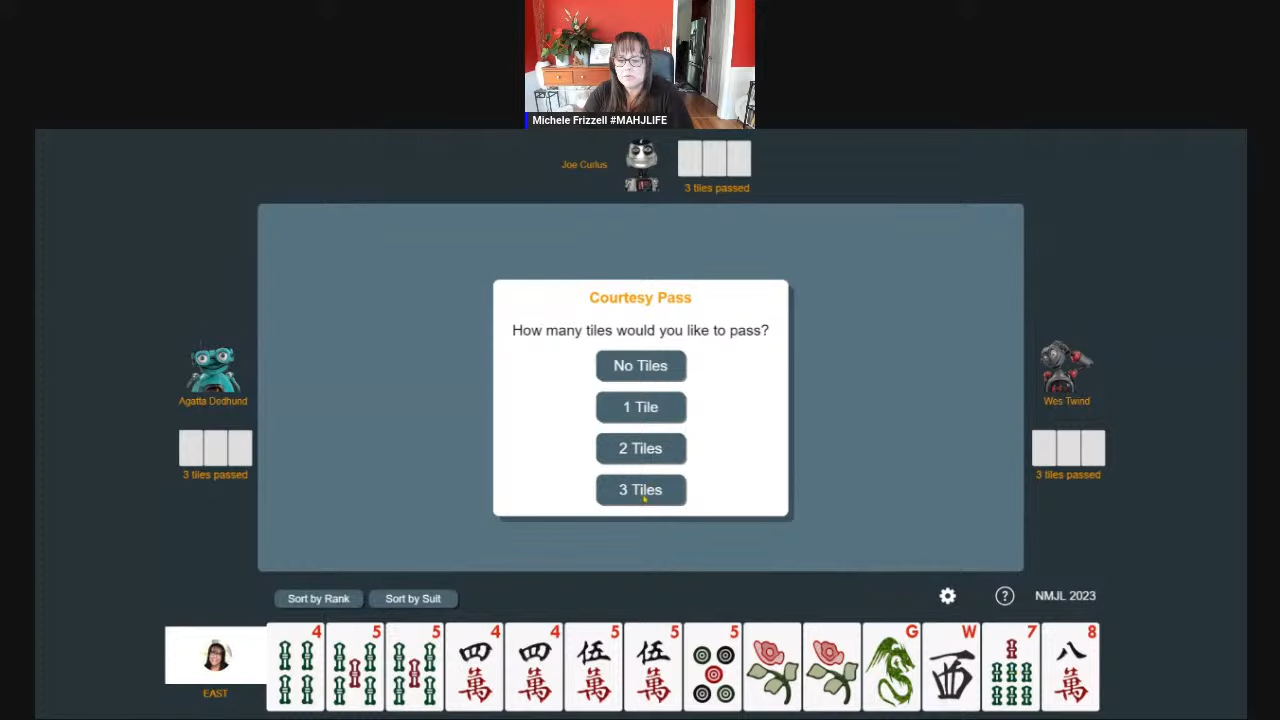 Michele Frizzell #MAHJLIFE
Joe Curlus
3 tiles passed
Courtesy Pass
How many tiles would you like to pass?
No Tiles
1 Tile
2 Tiles
3 Tiles
Agatta Dedhund
3 tiles passed
Wes Twind
3 tiles passed
Sort by Rank Sort by Suit
? NMJL 2023
EAST
4 5 5 4 4 5 5 5 G W 7 8
四萬 四萬 伍萬 伍萬 西 八萬